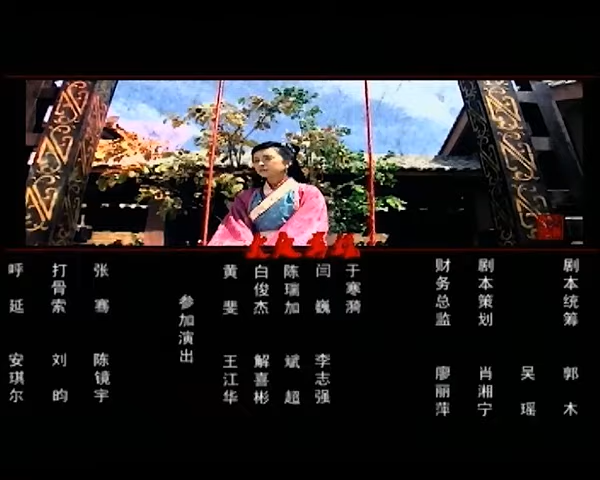 剧本统筹 郭木
吴瑶
剧本策划 肖湘宁
财务总监 廖丽萍
于寒漪
闫巍 李志强
陈瑞加 斌超
白俊杰 解喜彬
黄斐 王江华
参加演出
张骞 陈镜宇
打骨索 刘昀
呼延 安琪尔